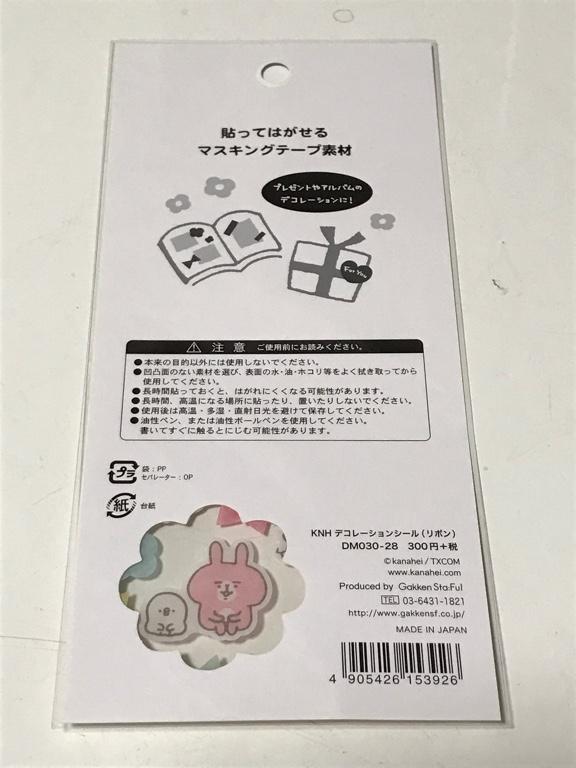 貼ってはがせる
マスキングテープ素材
プレゼントやアルバムの
デコレーションに!
For You
注意 ご使用前にお読みください。
●本来の目的以外には使用しないでください。
●凹凸面のない素材を選び、表面の水・油・ホコリ等をよく拭き取ってから
使用してください。
●長時間貼っておくと、はがれにくくなる可能性があります。
●長時間、高温になる場所に貼ったり、置いたりしないでください。
●使用後は高温・多湿・直射日光を避けて保存してください。
●油性ペン、または油性ボールペンを使用してください。
書いてすぐに触るとにじむ可能性があります。
プラ
袋:PP
セパレーター:OP
紙 台紙
KNH デコレーションシール(リボン)
DM030-28 300円+税
©kanahei/TXCOM
www.kanahei.com
Produced by Gakken Sta:Ful
TEL 03-6431-1821
http://www.gakkensf.co.jp/
MADE IN JAPAN
4 905426 153926